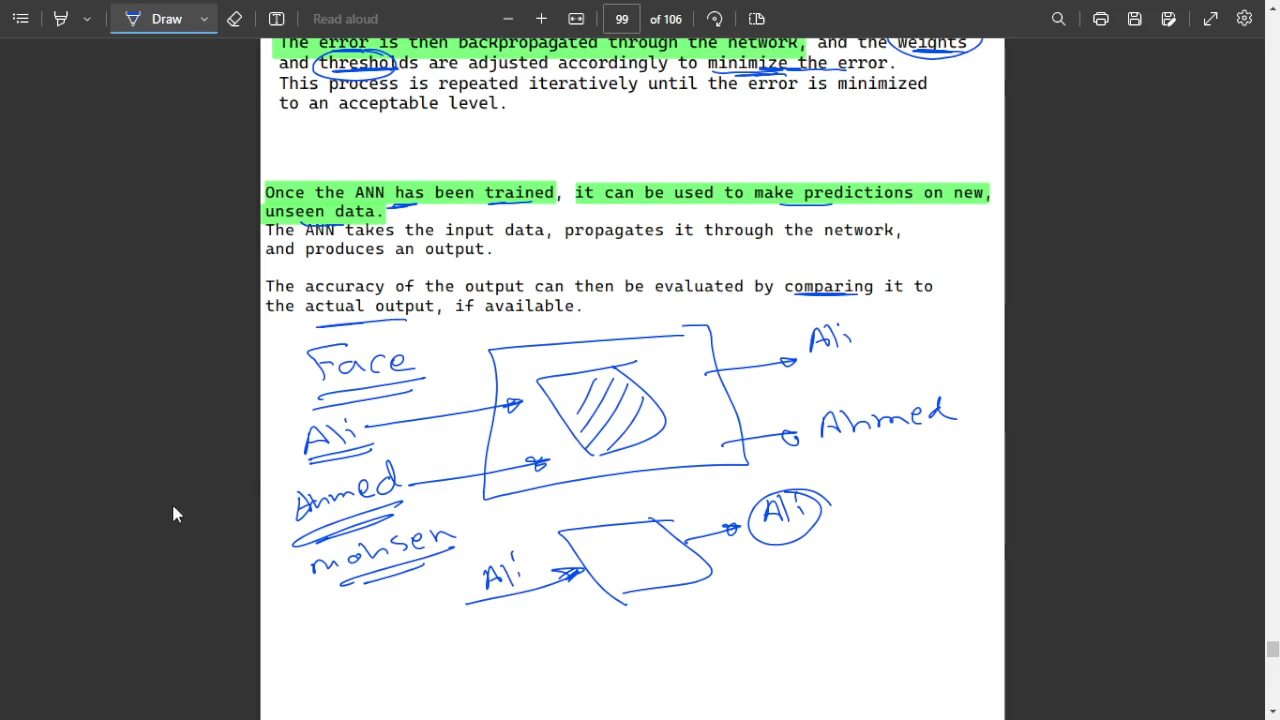 Draw
Read aloud
99 of 106
The error is then backpropagated through the network, and the weights
and thresholds are adjusted accordingly to minimize the error.
This process is repeated iteratively until the error is minimized
to an acceptable level.
Once the ANN has been trained, it can be used to make predictions on new,
unseen data.
The ANN takes the input data, propagates it through the network,
and produces an output.
The accuracy of the output can then be evaluated by comparing it to
the actual output, if available.
Face
Ali
Ali
Ahmed
Ahmed
mohsen
Ali
Ali